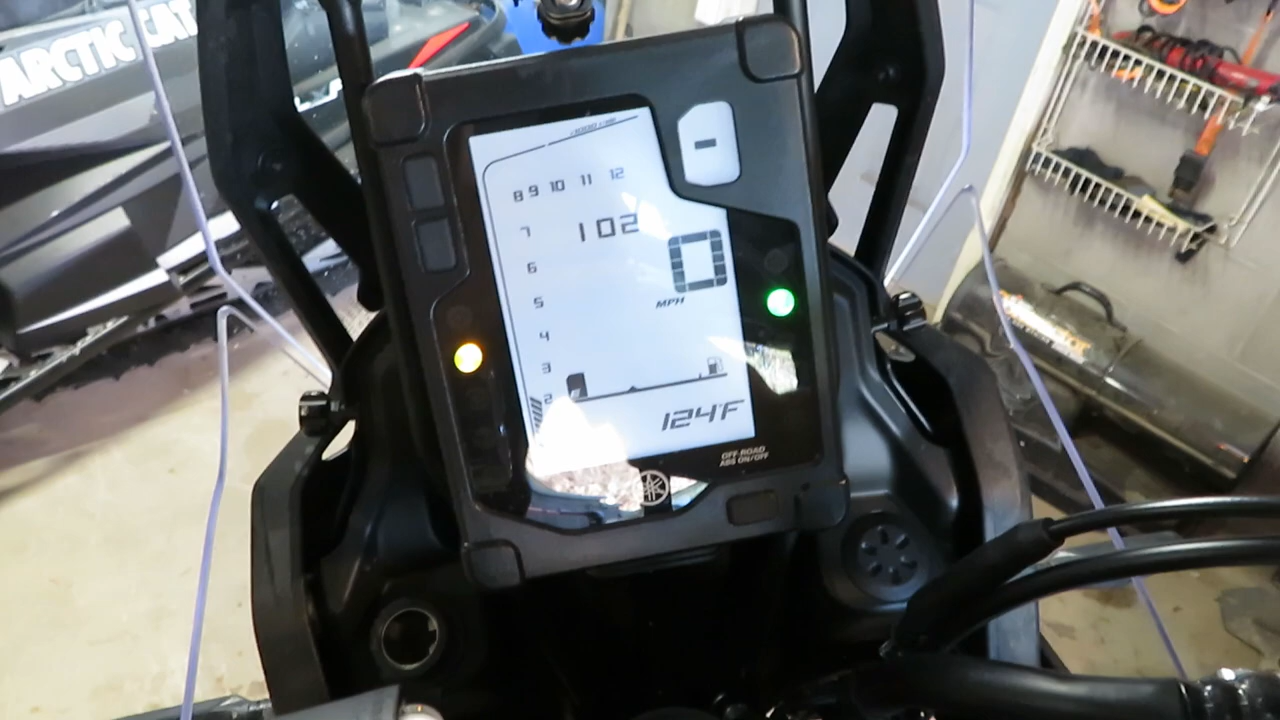 ARCTIC CAT
8 9 10 11 12
102
7
0
6
MPH
5
4
3
2
124°F
OFF-ROAD
ABS ON/OFF